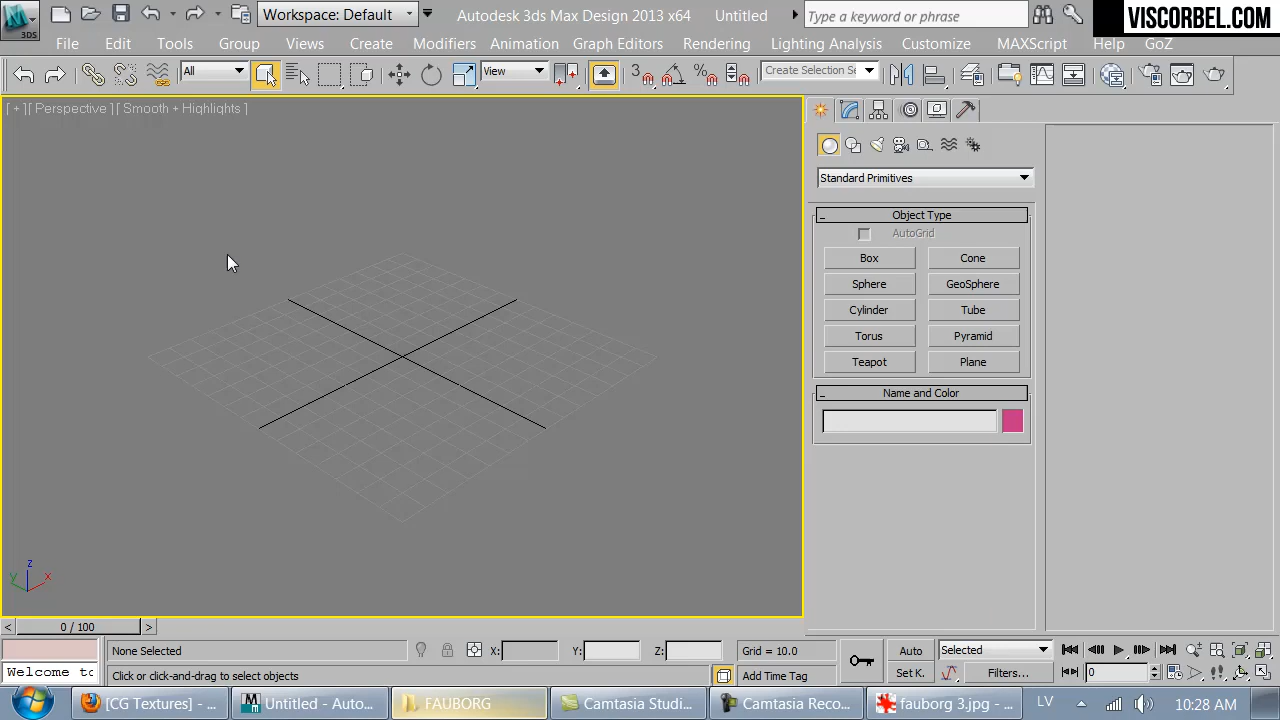 Workspace: Default
Autodesk 3ds Max Design 2013 x64
Untitled
Type a keyword or phrase
VISCORBEL.COM
3DS
File
Edit
Tools
Group
Views
Create
Modifiers
Animation
Graph Editors
Rendering
Lighting Analysis
Customize
MAXScript
Help
GoZ
All
View
3
%
Create Selection Se
[ + ] [ Perspective ] [ Smooth + Highlights ]
Standard Primitives
- Object Type
AutoGrid
Box
Cone
Sphere
GeoSphere
Cylinder
Tube
Torus
Pyramid
Teapot
Plane
- Name and Color
z
y
x
< 0 / 100 >
None Selected
X:
Y:
Z:
Grid = 10.0
Auto
Selected
Welcome to
Click or click-and-drag to select objects
Add Time Tag
Set K.
Filters...
0
[CG Textures] - ...
Untitled - Auto...
FAUBORG
Camtasia Studi...
Camtasia Reco...
fauborg 3.jpg - ...
LV
10:28 AM